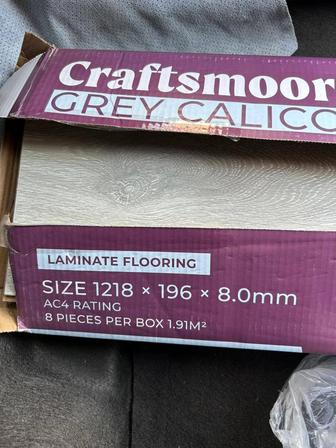 Craftsmoor
GREY CALICO
LAMINATE FLOORING
SIZE 1218 × 196 × 8.0mm
AC4 RATING
8 PIECES PER BOX 1.91M²